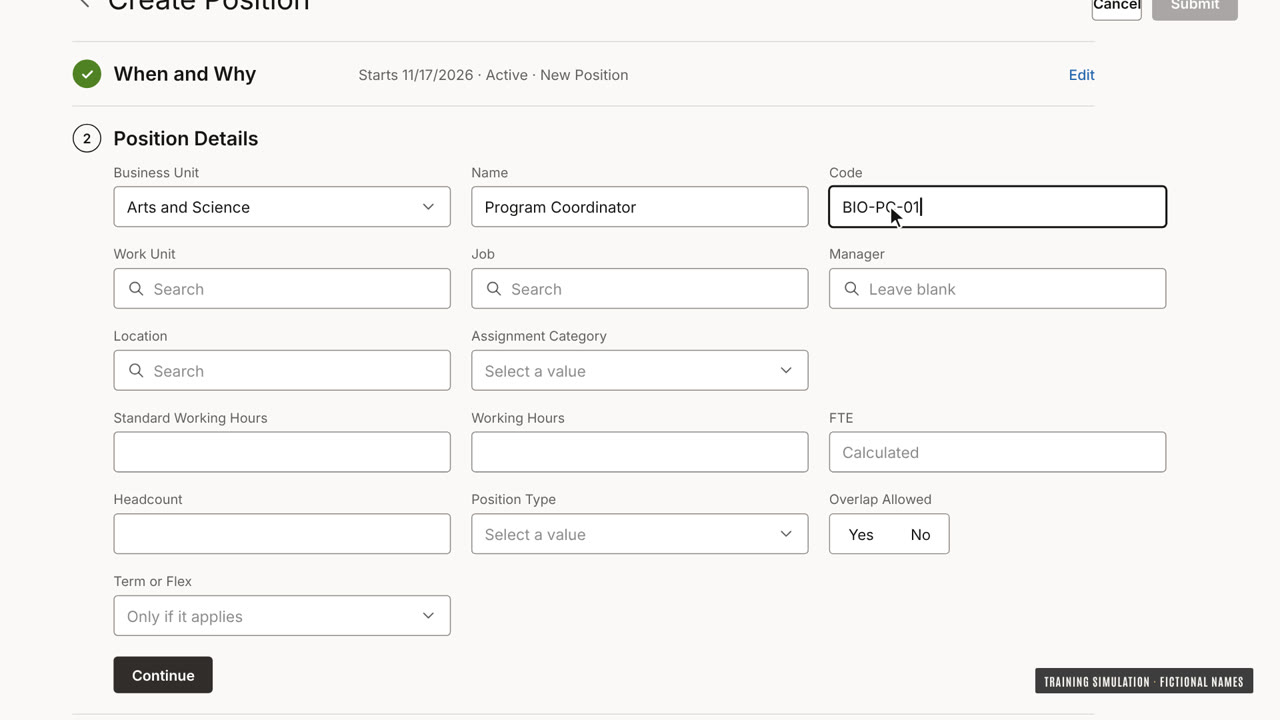 Create Position
Cancel
Submit
When and Why
Starts 11/17/2026 · Active · New Position
Edit
2
Position Details
Business Unit
Name
Code
Arts and Science
Program Coordinator
BIO-PC-01
Work Unit
Job
Manager
Search
Search
Leave blank
Location
Assignment Category
Search
Select a value
Standard Working Hours
Working Hours
FTE
Calculated
Headcount
Position Type
Overlap Allowed
Select a value
Yes
No
Term or Flex
Only if it applies
Continue
TRAINING SIMULATION · FICTIONAL NAMES